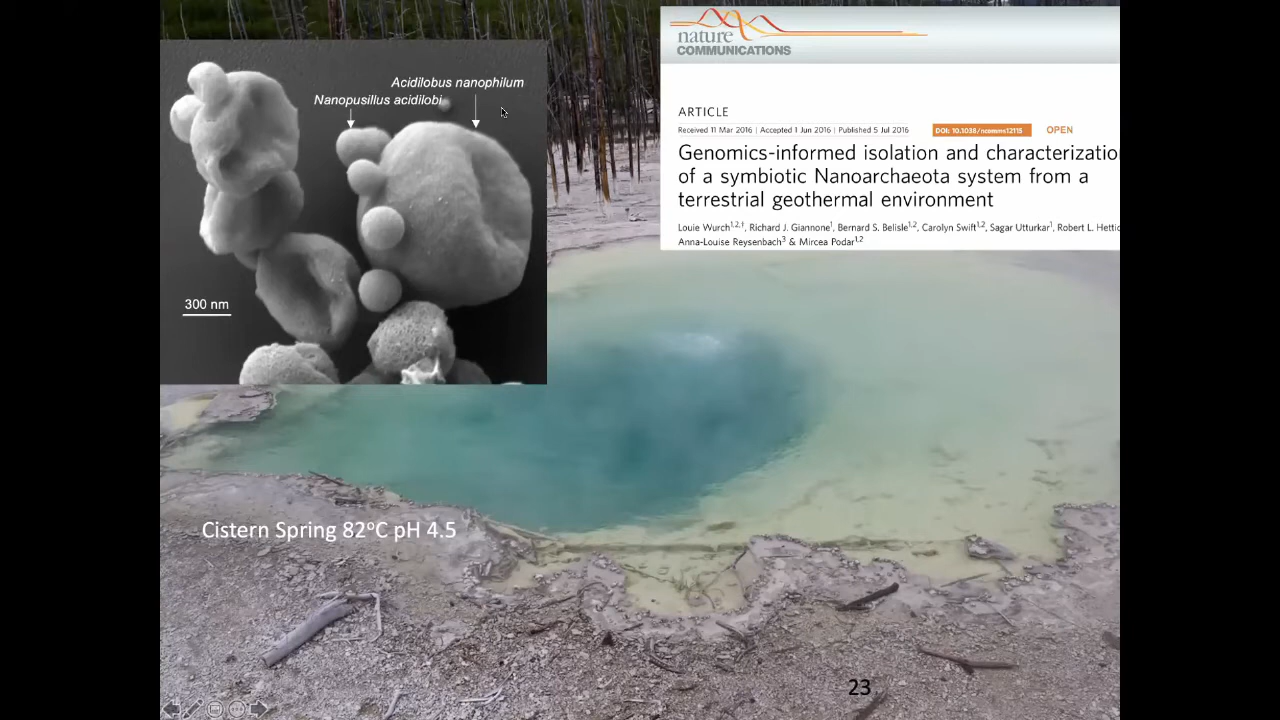 Acidilobus nanophilum
Nanopusillus acidilobi
300 nm
nature
COMMUNICATIONS
ARTICLE
Received 11 Mar 2016 | Accepted 1 Jun 2016 | Published 5 Jul 2016
DOI: 10.1038/ncomms12115
OPEN
Genomics-informed isolation and characterizatio
of a symbiotic Nanoarchaeota system from a
terrestrial geothermal environment
Louie Wurch1,2,†, Richard J. Giannone1, Bernard S. Belisle1,2, Carolyn Swift1,2, Sagar Utturkar1, Robert L. Hettic
Anna-Louise Reysenbach3 & Mircea Podar1,2
Cistern Spring 82°C pH 4.5
23